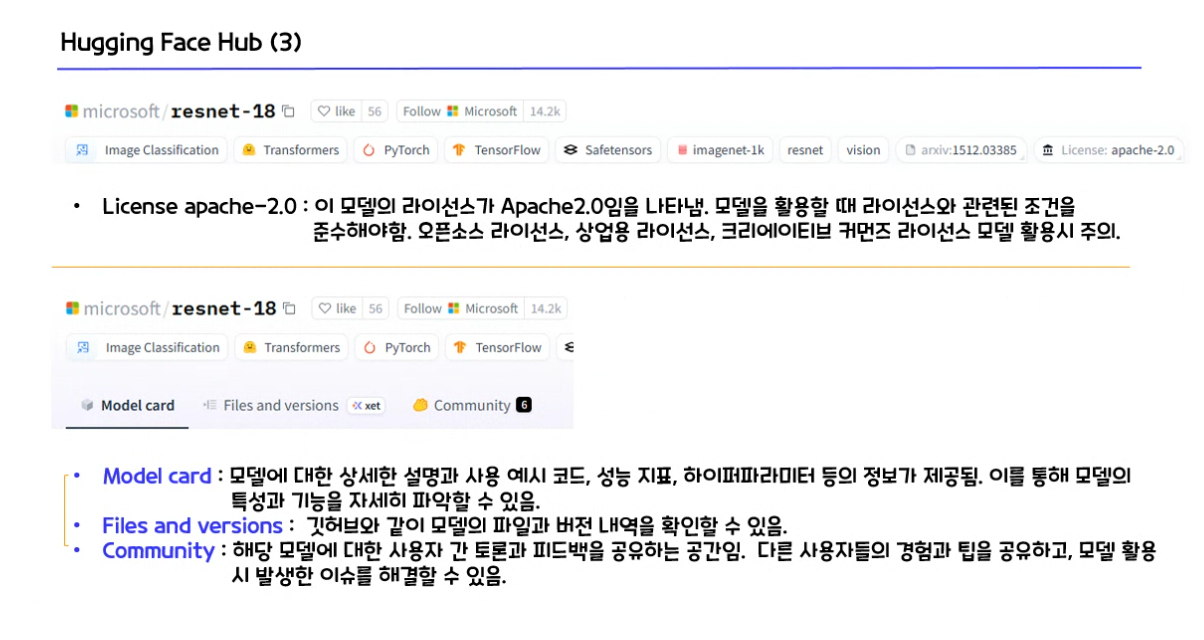 Hugging Face Hub (3)
microsoft/resnet-18 like 56 Follow Microsoft 14.2k
Image Classification Transformers PyTorch TensorFlow Safetensors imagenet-1k resnet vision arxiv:1512.03385 License: apache-2.0
• License apache-2.0 : 이 모델의 라이선스가 Apache2.0임을 나타냄. 모델을 활용할 때 라이선스와 관련된 조건을
준수해야함. 오픈소스 라이선스, 상업용 라이선스, 크리에이티브 커먼즈 라이선스 모델 활용시 주의.
microsoft/resnet-18 like 56 Follow Microsoft 14.2k
Image Classification Transformers PyTorch TensorFlow
Model card Files and versions xet Community 6
• Model card : 모델에 대한 상세한 설명과 사용 예시 코드, 성능 지표, 하이퍼파라미터 등의 정보가 제공됨. 이를 통해 모델의
특성과 기능을 자세히 파악할 수 있음.
• Files and versions : 깃허브와 같이 모델의 파일과 버전 내역을 확인할 수 있음.
• Community : 해당 모델에 대한 사용자 간 토론과 피드백을 공유하는 공간임. 다른 사용자들의 경험과 팁을 공유하고, 모델 활용
시 발생한 이슈를 해결할 수 있음.